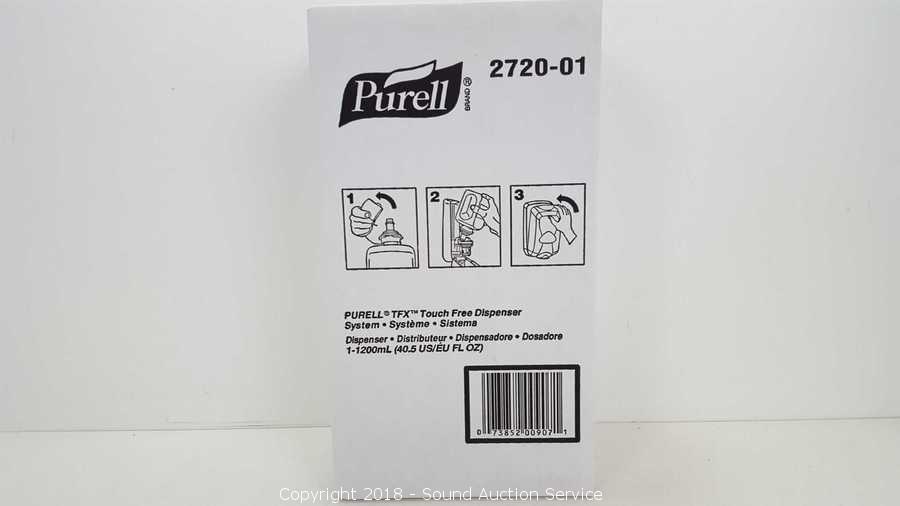 Purell
BRAND ®
2720-01
1
2
3
PURELL® TFX™ Touch Free Dispenser
System • Système • Sistema
Dispenser • Distributeur • Dispensadore • Dosadore
1-1200mL (40.5 US/EU FL OZ)
0 73852 00907 1
Copyright 2018 - Sound Auction Service